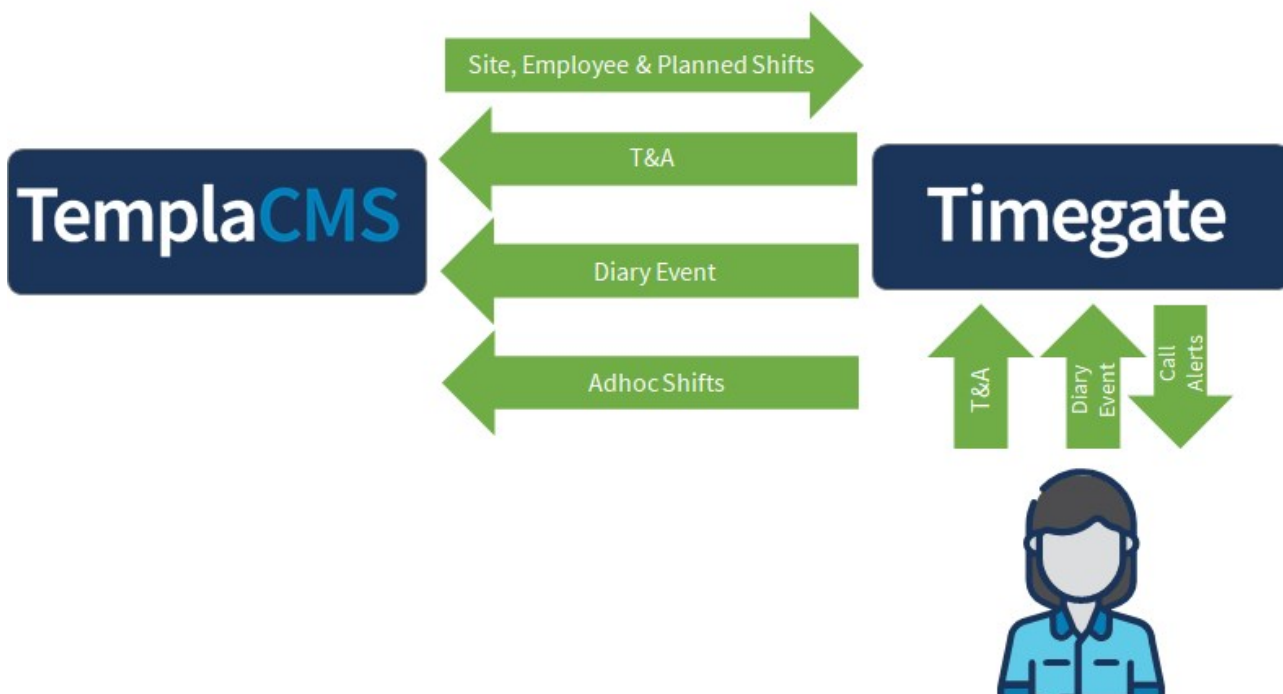 Site, Employee & Planned Shifts
T&A
TemplaCMS
Timegate
Diary Event
Adhoc Shifts
T&A
Diary
Event
Call
Alerts